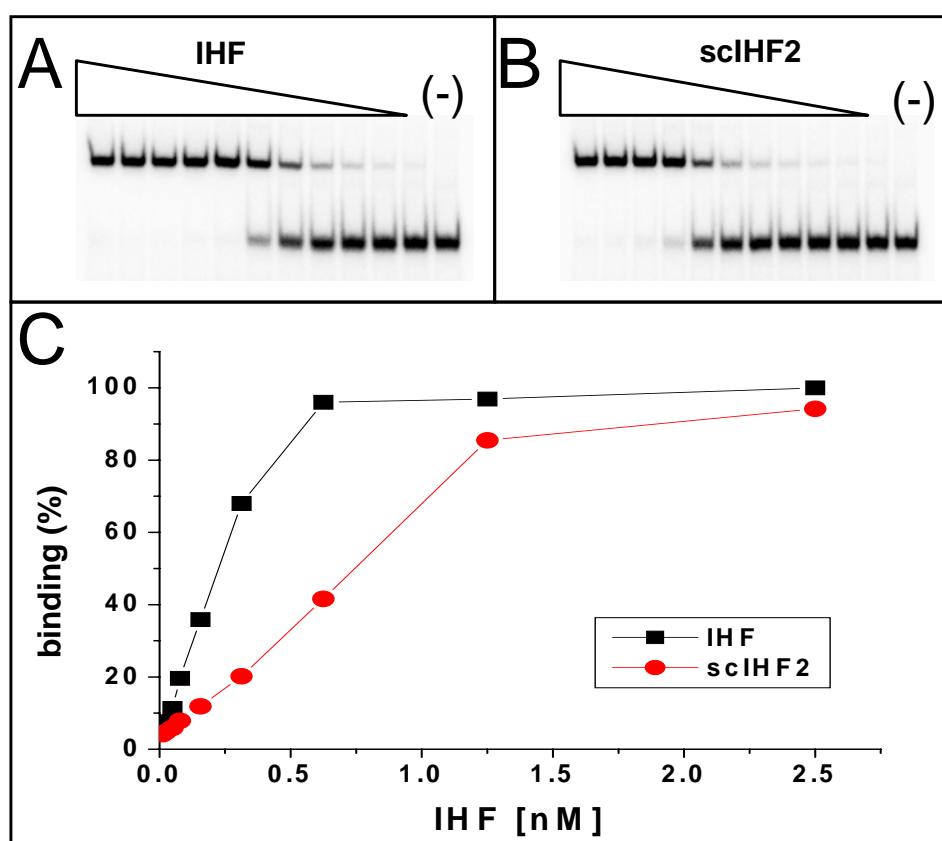 A
IHF
(-)
B
scIHF2
(-)
C
100
80
60
40
20
0
binding (%)
IHF
scIHF2
0.0 0.5 1.0 1.5 2.0 2.5
IHF [nM]